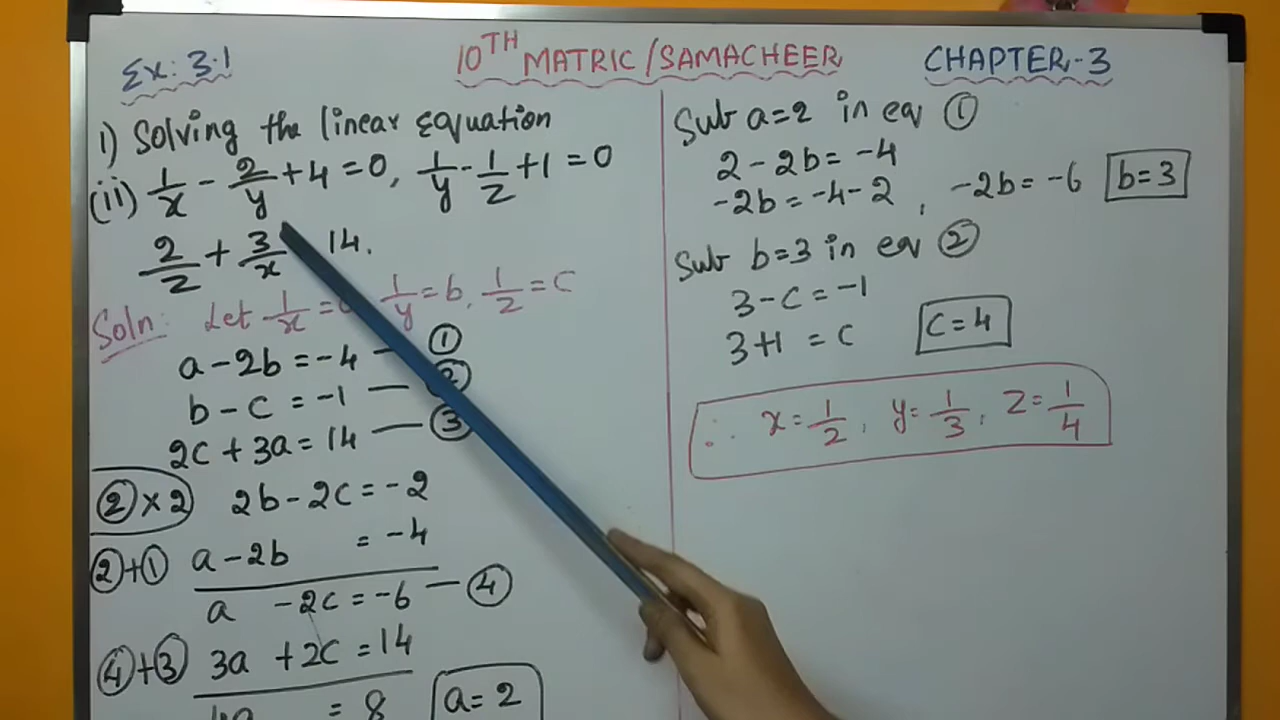 Ex: 3.1
10TH MATRIC/SAMACHEER
CHAPTER-3
1) Solving the linear Equation
(ii) 1/x - 2/y + 4 = 0, 1/y - 1/z + 1 = 0
2/z + 3/x 14.
Soln: Let 1/x = 1/y = b, 1/z = c
a - 2b = -4 — ①
b - c = -1 — ②
2c + 3a = 14 — ③
② × 2 2b - 2c = -2
② + ① a - 2b = -4
a - 2c = -6 — ④
④ + ③ 3a + 2c = 14
= 8 a = 2
Sub a = 2 in eq ①
2 - 2b = -4
-2b = -4 - 2, -2b = -6 b = 3
Sub b = 3 in eq ②
3 - c = -1
3 + 1 = c c = 4
∴ x = 1/2, y = 1/3, z = 1/4